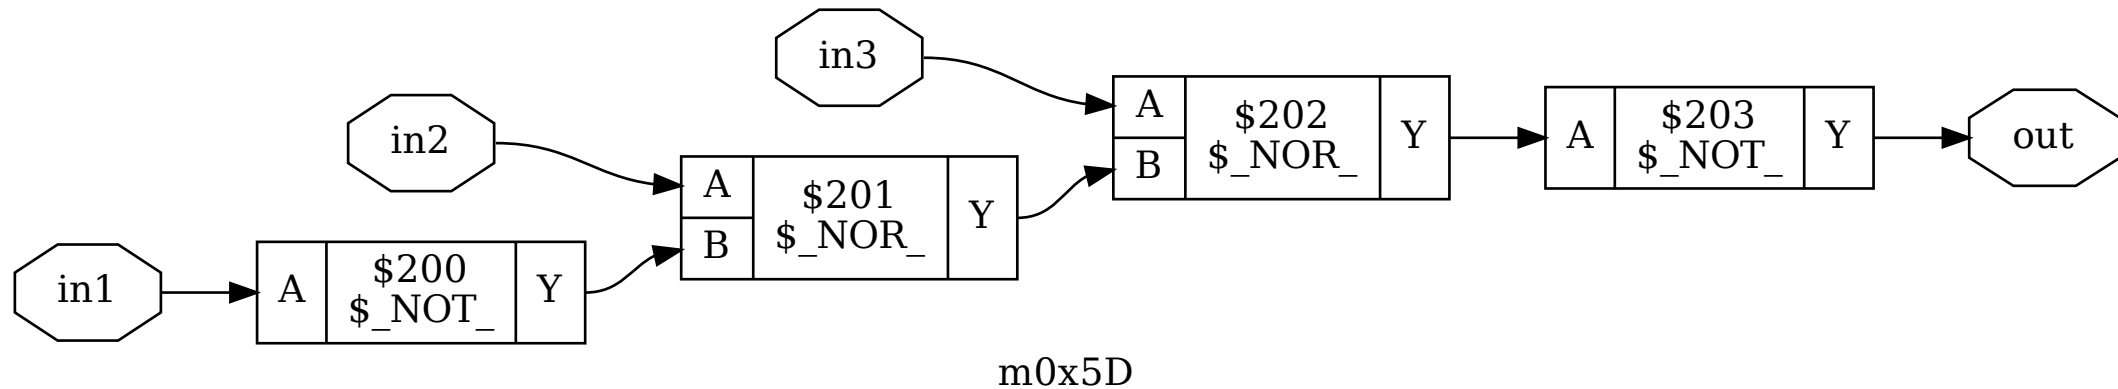 in3
in2
in1
A
$200
$_NOT_
Y
A
B
$201
$_NOR_
Y
A
B
$202
$_NOR_
Y
A
$203
$_NOT_
Y
out
m0x5D